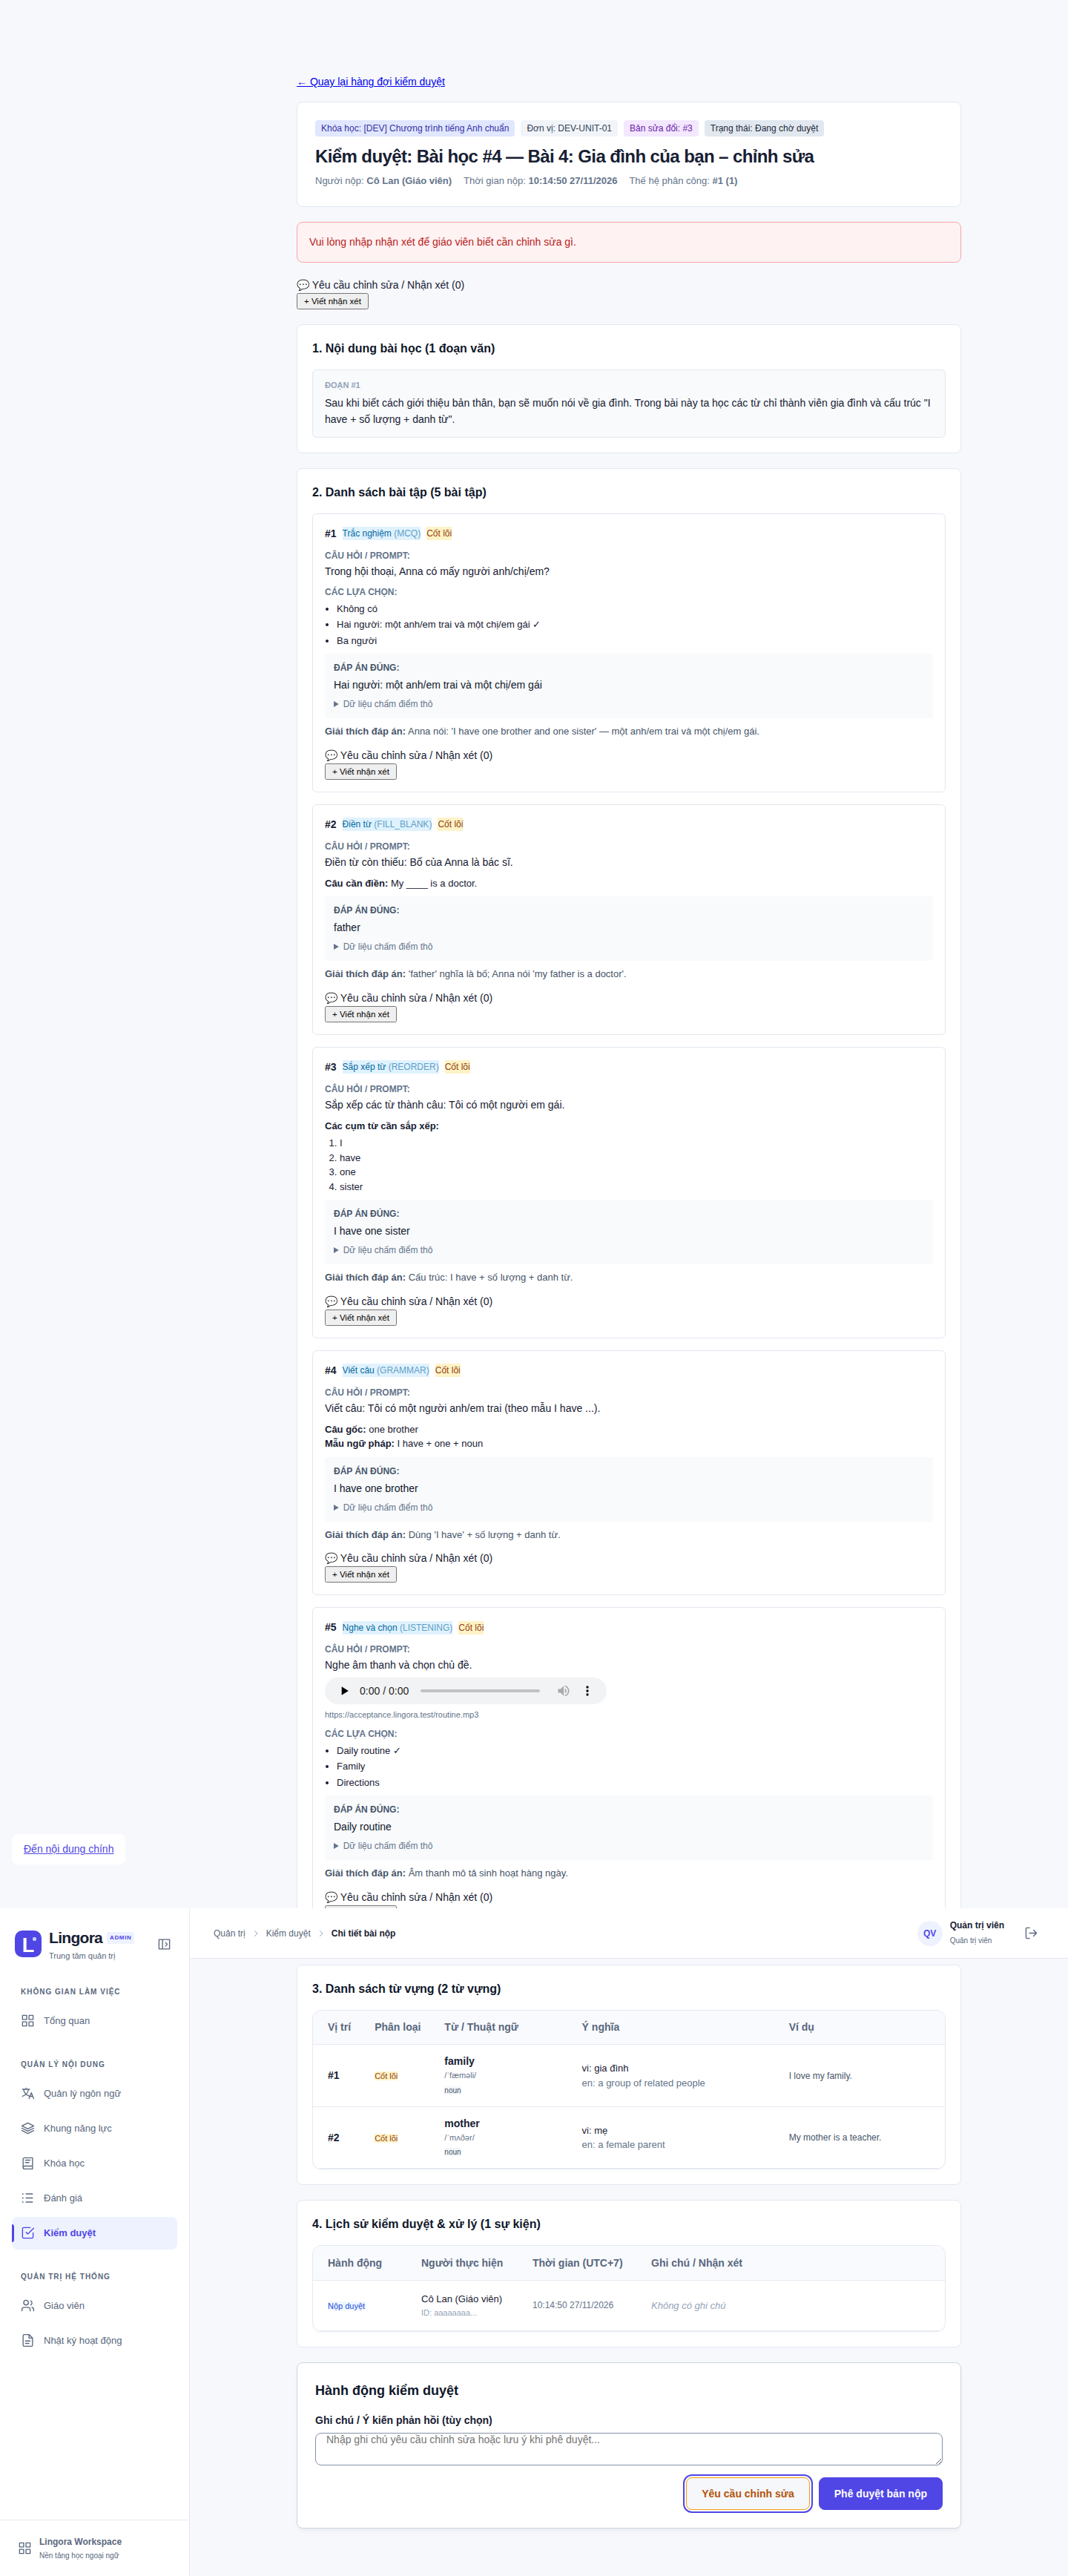 ← Quay lại hàng đợi kiểm duyệt
Khóa học: [DEV] Chương trình tiếng Anh chuẩn
Đơn vị: DEV-UNIT-01
Bản sửa đổi: #3
Trạng thái: Đang chờ duyệt
Kiểm duyệt: Bài học #4 — Bài 4: Gia đình của bạn – chỉnh sửa
Người nộp: Cô Lan (Giáo viên) Thời gian nộp: 10:14:50 27/11/2026 Thế hệ phân công: #1 (1)
Vui lòng nhập nhận xét để giáo viên biết cần chỉnh sửa gì.
💬 Yêu cầu chỉnh sửa / Nhận xét (0)
+ Viết nhận xét
1. Nội dung bài học (1 đoạn văn)
ĐOẠN #1
Sau khi biết cách giới thiệu bản thân, bạn sẽ muốn nói về gia đình. Trong bài này ta học các từ chỉ thành viên gia đình và cấu trúc "I
have + số lượng + danh từ".
2. Danh sách bài tập (5 bài tập)
#1 Trắc nghiệm (MCQ) Cốt lõi
CÂU HỎI / PROMPT:
Trong hội thoại, Anna có mấy người anh/chị/em?
CÁC LỰA CHỌN:
• Không có
• Hai người: một anh/em trai và một chị/em gái ✓
• Ba người
ĐÁP ÁN ĐÚNG:
Hai người: một anh/em trai và một chị/em gái
▶ Dữ liệu chấm điểm thô
Giải thích đáp án: Anna nói: 'I have one brother and one sister' — một anh/em trai và một chị/em gái.
💬 Yêu cầu chỉnh sửa / Nhận xét (0)
+ Viết nhận xét
#2 Điền từ (FILL_BLANK) Cốt lõi
CÂU HỎI / PROMPT:
Điền từ còn thiếu: Bố của Anna là bác sĩ.
Câu cần điền: My ____ is a doctor.
ĐÁP ÁN ĐÚNG:
father
▶ Dữ liệu chấm điểm thô
Giải thích đáp án: 'father' nghĩa là bố; Anna nói 'my father is a doctor'.
💬 Yêu cầu chỉnh sửa / Nhận xét (0)
+ Viết nhận xét
#3 Sắp xếp từ (REORDER) Cốt lõi
CÂU HỎI / PROMPT:
Sắp xếp các từ thành câu: Tôi có một người em gái.
Các cụm từ cần sắp xếp:
1. I
2. have
3. one
4. sister
ĐÁP ÁN ĐÚNG:
I have one sister
▶ Dữ liệu chấm điểm thô
Giải thích đáp án: Cấu trúc: I have + số lượng + danh từ.
💬 Yêu cầu chỉnh sửa / Nhận xét (0)
+ Viết nhận xét
#4 Viết câu (GRAMMAR) Cốt lõi
CÂU HỎI / PROMPT:
Viết câu: Tôi có một người anh/em trai (theo mẫu I have ...).
Câu gốc: one brother
Mẫu ngữ pháp: I have + one + noun
ĐÁP ÁN ĐÚNG:
I have one brother
▶ Dữ liệu chấm điểm thô
Giải thích đáp án: Dùng 'I have' + số lượng + danh từ.
💬 Yêu cầu chỉnh sửa / Nhận xét (0)
+ Viết nhận xét
#5 Nghe và chọn (LISTENING) Cốt lõi
CÂU HỎI / PROMPT:
Nghe âm thanh và chọn chủ đề.
0:00 / 0:00
https://acceptance.lingora.test/routine.mp3
CÁC LỰA CHỌN:
• Daily routine ✓
• Family
• Directions
ĐÁP ÁN ĐÚNG:
Daily routine
▶ Dữ liệu chấm điểm thô
Giải thích đáp án: Âm thanh mô tả sinh hoạt hàng ngày.
💬 Yêu cầu chỉnh sửa / Nhận xét (0)
Đến nội dung chính
Lingora ADMIN
Trung tâm quản trị
KHÔNG GIAN LÀM VIỆC
Tổng quan
QUẢN LÝ NỘI DUNG
Quản lý ngôn ngữ
Khung năng lực
Khóa học
Đánh giá
Kiểm duyệt
QUẢN TRỊ HỆ THỐNG
Giáo viên
Nhật ký hoạt động
Lingora Workspace
Nền tảng học ngoại ngữ
Quản trị > Kiểm duyệt > Chi tiết bài nộp
QV
Quản trị viên
Quản trị viên
3. Danh sách từ vựng (2 từ vựng)
Vị trí Phân loại Từ / Thuật ngữ Ý nghĩa Ví dụ
#1 Cốt lõi
family
/ˈfæməli/
noun
vi: gia đình
en: a group of related people
I love my family.
#2 Cốt lõi
mother
/ˈmʌðər/
noun
vi: mẹ
en: a female parent
My mother is a teacher.
4. Lịch sử kiểm duyệt & xử lý (1 sự kiện)
Hành động Người thực hiện Thời gian (UTC+7) Ghi chú / Nhận xét
Nộp duyệt
Cô Lan (Giáo viên)
ID: aaaaaaaa...
10:14:50 27/11/2026
Không có ghi chú
Hành động kiểm duyệt
Ghi chú / Ý kiến phản hồi (tùy chọn)
Nhập ghi chú yêu cầu chỉnh sửa hoặc lưu ý khi phê duyệt...
Yêu cầu chỉnh sửa
Phê duyệt bản nộp